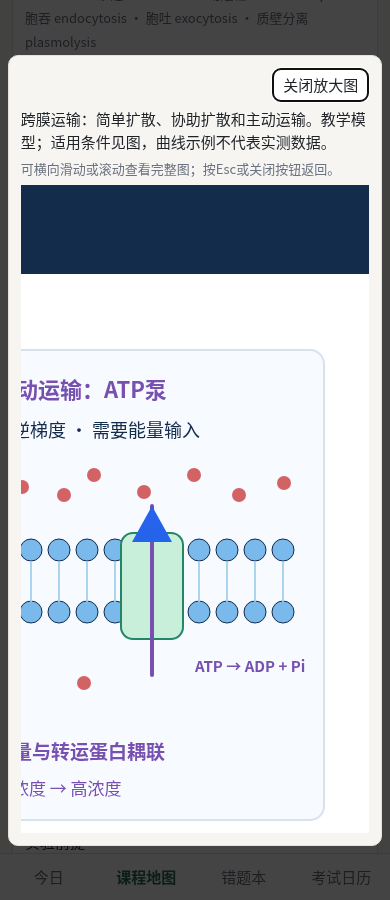 胞吞 endocytosis · 胞吐 exocytosis · 质壁分离
plasmolysis
关闭放大图
跨膜运输：简单扩散、协助扩散和主动运输。教学模
型；适用条件见图，曲线示例不代表实测数据。
可横向滑动或滚动查看完整图；按Esc或关闭按钮返回。
动运输：ATP泵
逆梯度 · 需要能量输入
ATP → ADP + Pi
量与转运蛋白耦联
浓度 → 高浓度
今日
课程地图
错题本
考试日历